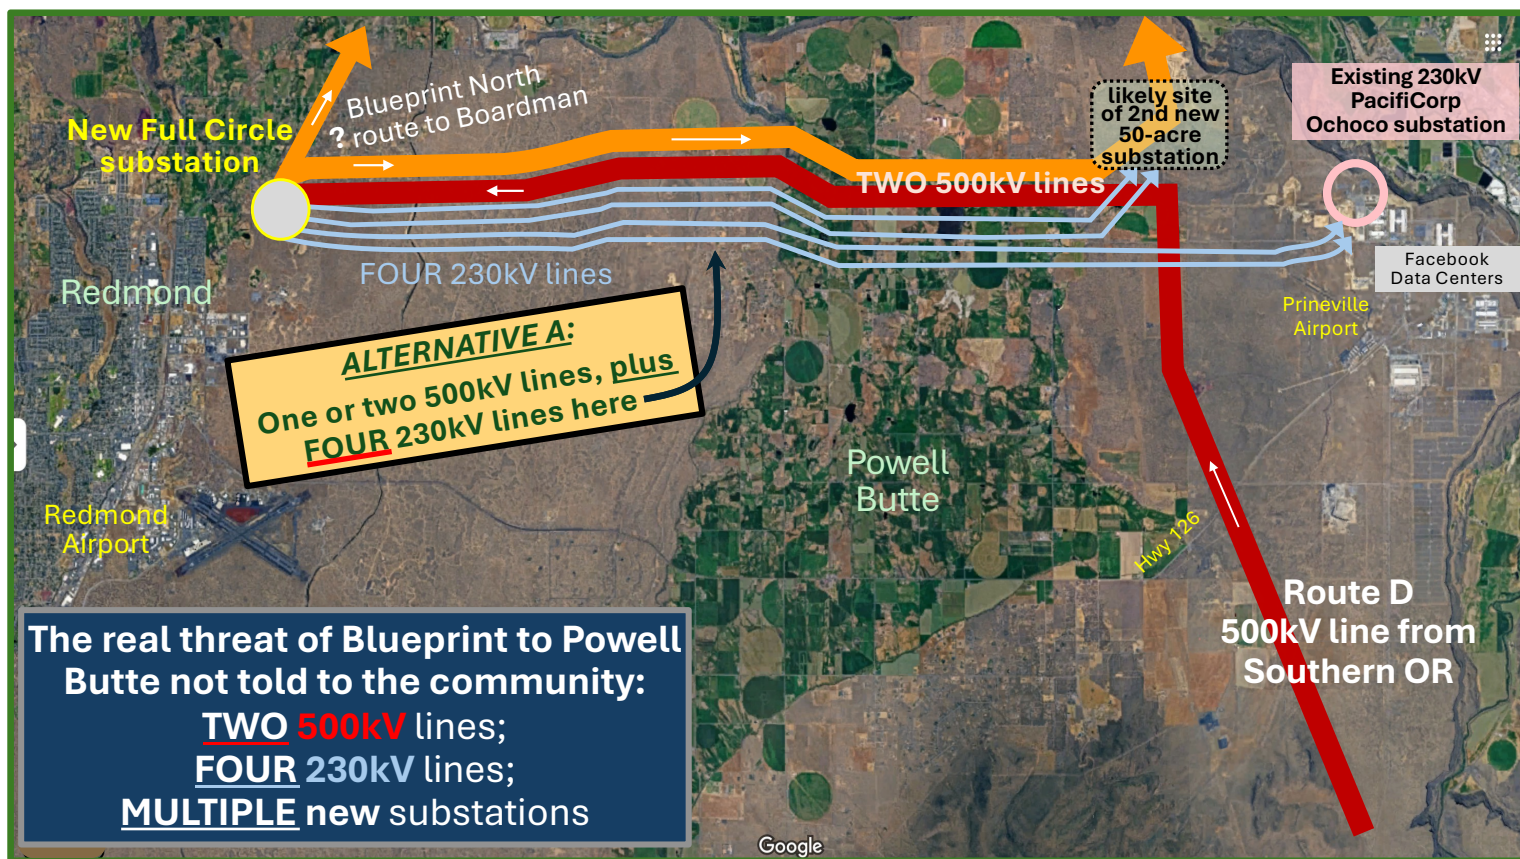 Blueprint North
? route to Boardman
New Full Circle
substation
likely site
of 2nd new
50-acre
substation
Existing 230kV
PacifiCorp
Ochoco substation
TWO 500kV lines
FOUR 230kV lines
Facebook
Data Centers
Redmond
Prineville
Airport
ALTERNATIVE A:
One or two 500kV lines, plus
FOUR 230kV lines here
Powell
Butte
Redmond
Airport
Hwy 126
Route D
500kV line from
Southern OR
The real threat of Blueprint to Powell
Butte not told to the community:
TWO 500kV lines;
FOUR 230kV lines;
MULTIPLE new substations
Google